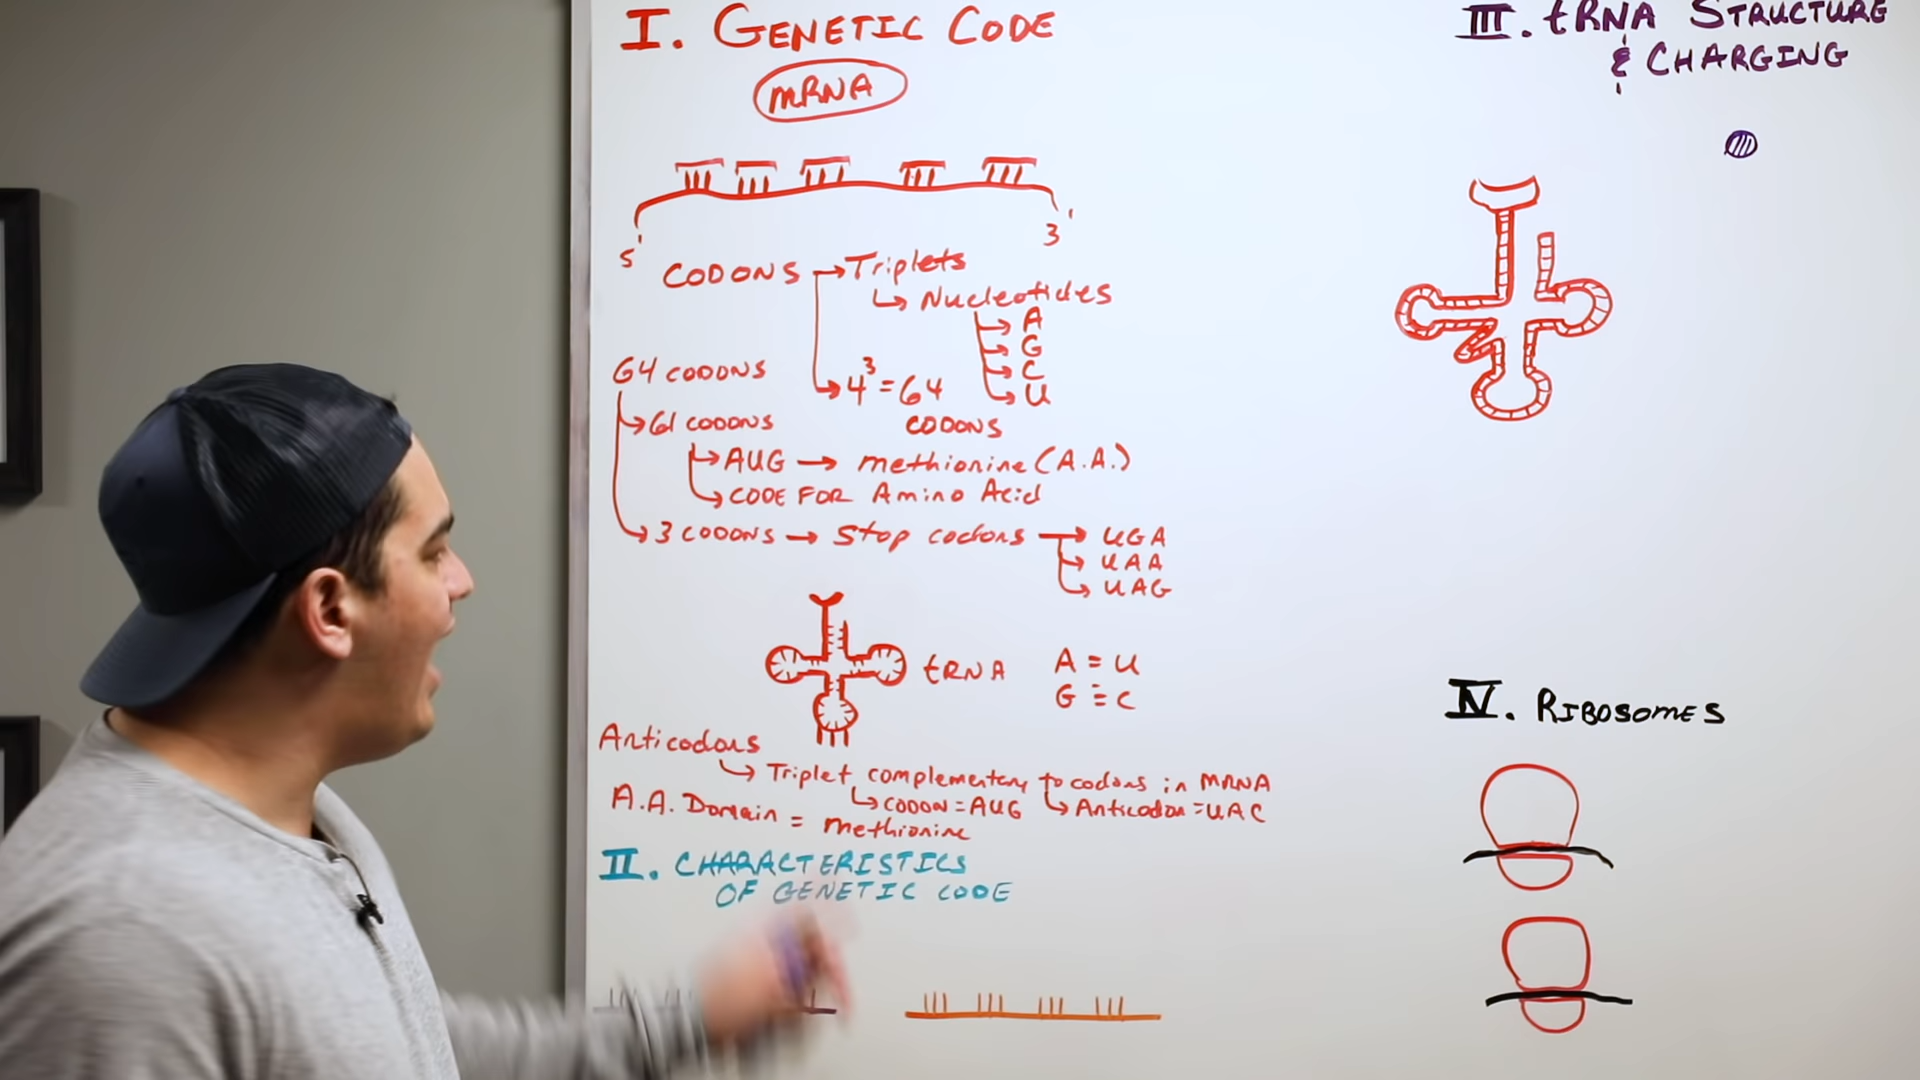 I. GENETIC CODE
mRNA
5' 3'
CODONS → Triplets
↳ Nucleotides
→ A
→ G
→ C
→ U
64 CODONS
→ 4³ = 64
CODONS
→ 61 CODONS
→ AUG → methionine (A.A.)
→ CODE FOR Amino Acid
→ 3 CODONS → Stop codons → UGA
→ UAA
→ UAG
tRNA
A = U
G ≡ C
Anticodons
↳ Triplet complementary to codons in mRNA
↳ CODON = AUG ↳ Anticodon = UAC
A.A. Domain = methionine
II. CHARACTERISTICS
OF GENETIC CODE
III. tRNA STRUCTURE
& CHARGING
IV. RIBOSOMES